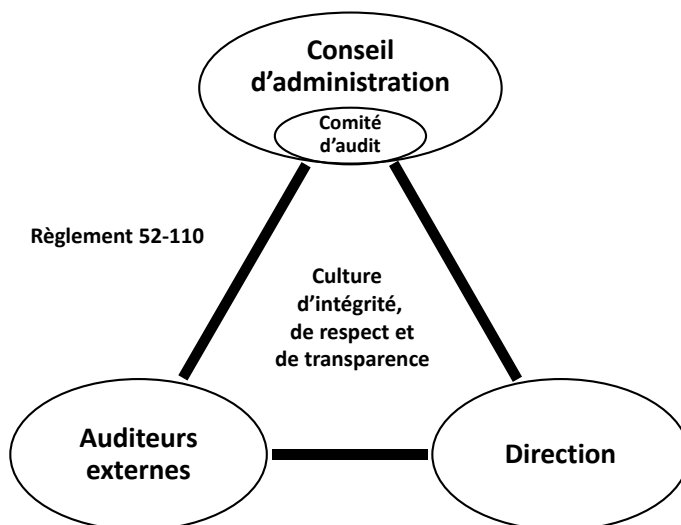 Conseil
d’administration
Comité
d’audit
Règlement 52-110
Culture
d’intégrité,
de respect et
de transparence
Auditeurs
externes
Direction